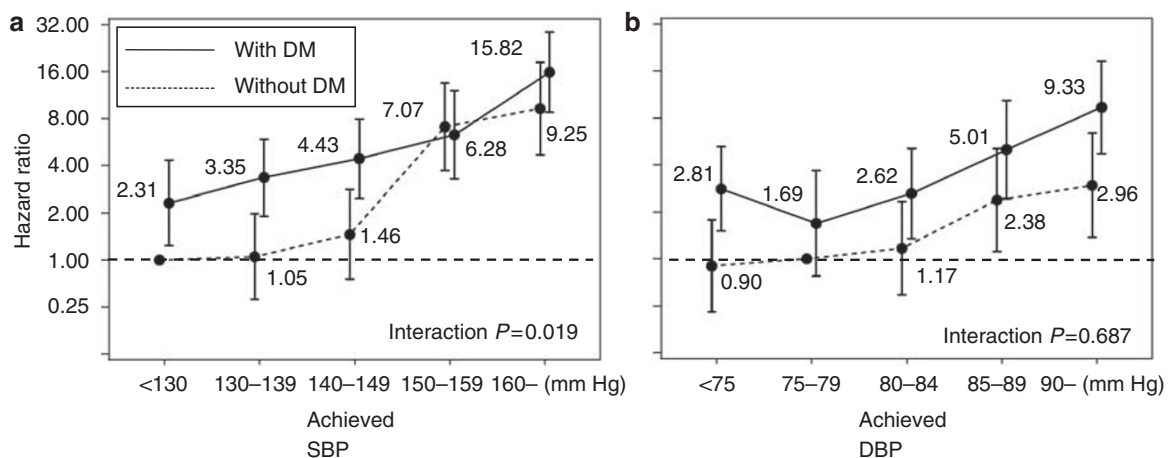 a
32.00
16.00
8.00
4.00
2.00
1.00
0.25
Hazard ratio
With DM
Without DM
2.31
3.35
4.43
7.07
15.82
1.05
1.46
6.28
9.25
Interaction P=0.019
<130 130–139 140–149 150–159 160– (mm Hg)
Achieved
SBP
b
2.81
1.69
2.62
5.01
9.33
0.90
1.17
2.38
2.96
Interaction P=0.687
<75 75–79 80–84 85–89 90– (mm Hg)
Achieved
DBP